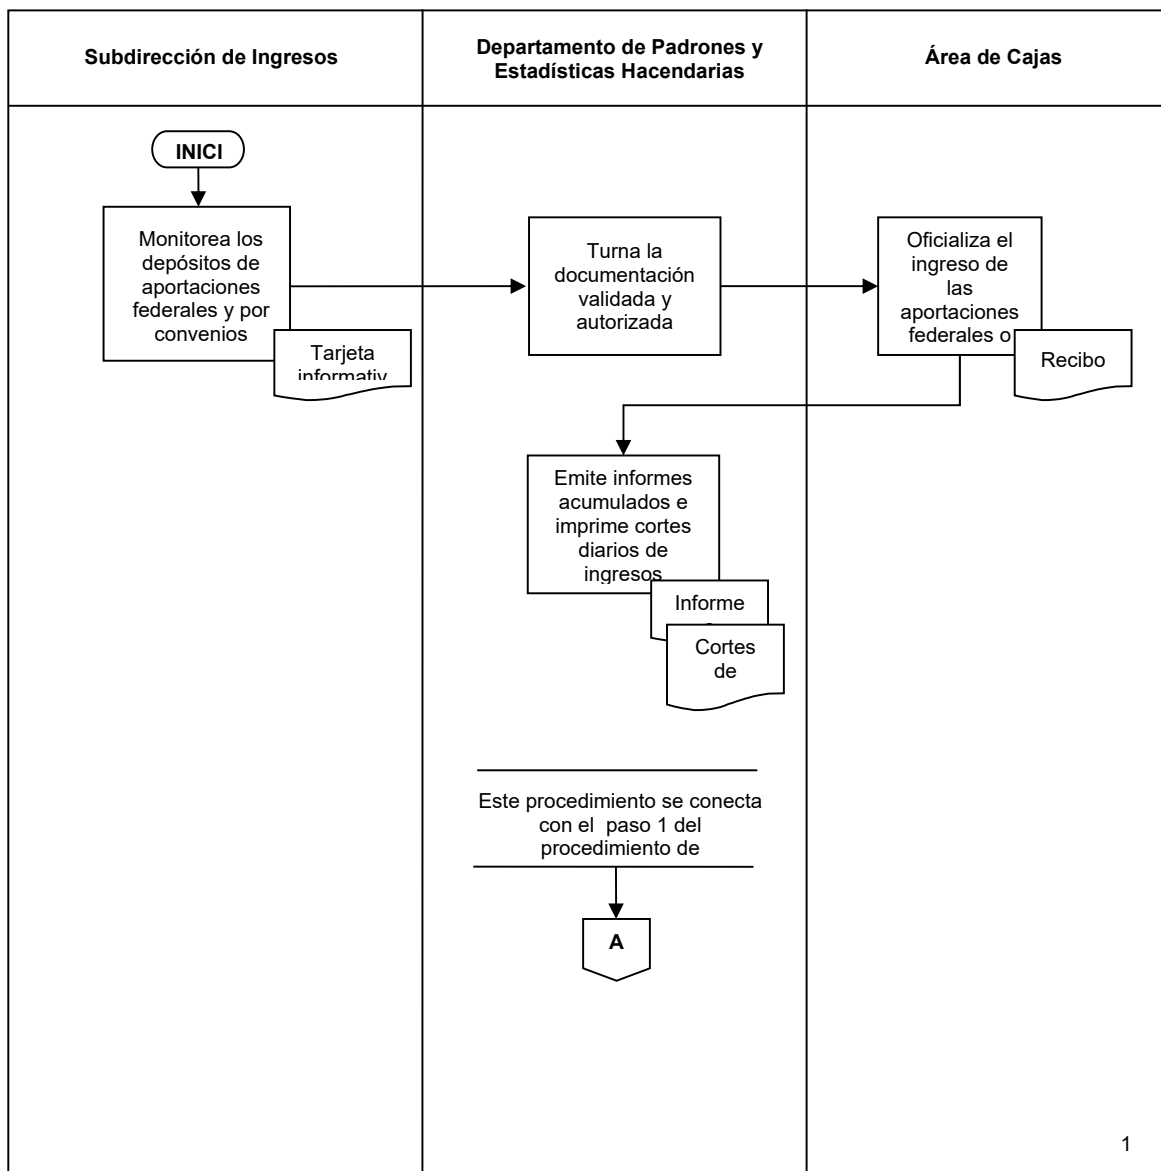 Subdirección de Ingresos
Departamento de Padrones y
Estadísticas Hacendarias
Área de Cajas
INICI
Monitorea los
depósitos de
aportaciones
federales y por
convenios
Tarjeta
informativ
Turna la
documentación
validada y
autorizada
Oficializa el
ingreso de
las
aportaciones
federales o
Recibo
Emite informes
acumulados e
imprime cortes
diarios de
ingresos
Informe
Cortes
de
Este procedimiento se conecta
con el paso 1 del
procedimiento de
A
1